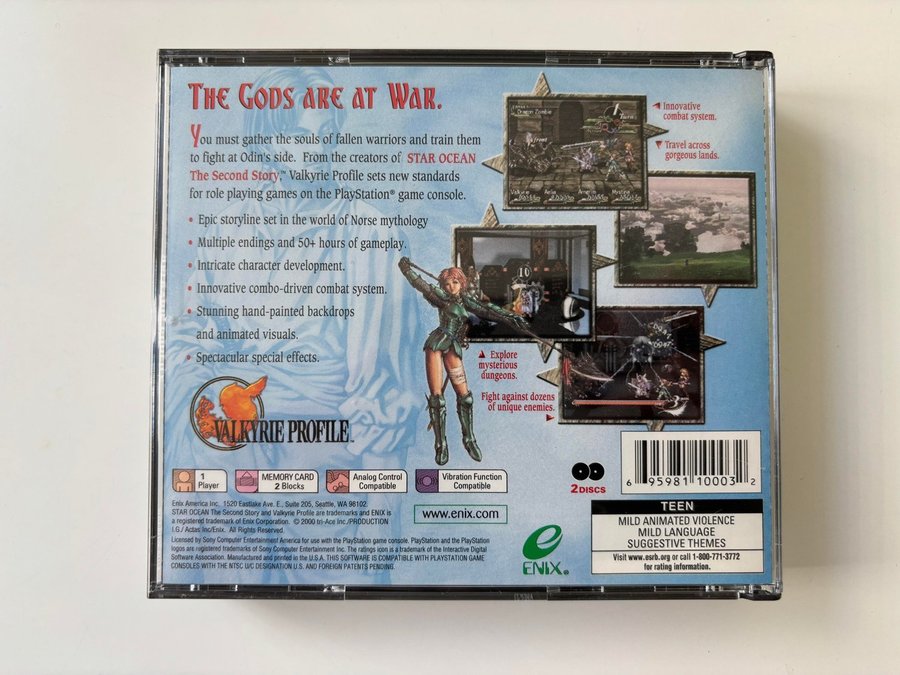 THE GODS ARE AT WAR.
You must gather the souls of fallen warriors and train them
to fight at Odin's side. From the creators of STAR OCEAN
The Second Story,™ Valkyrie Profile sets new standards
for role playing games on the PlayStation® game console.
• Epic storyline set in the world of Norse mythology
• Multiple endings and 50+ hours of gameplay.
• Intricate character development.
• Innovative combo-driven combat system.
• Stunning hand-painted backdrops
and animated visuals.
• Spectacular special effects.
Innovative
combat system.
Travel across
gorgeous lands.
Dragon Zombie
10
Explore
mysterious
dungeons.
Fight against dozens
of unique enemies.
VALKYRIE PROFILE™
1
Player
MEMORY CARD
2 Blocks
Analog Control
Compatible
Vibration Function
Compatible
2 DISCS
6 95981 10003 2
Enix America Inc. 1520 Eastlake Ave. E., Suite 205, Seattle, WA 98102
STAR OCEAN The Second Story and Valkyrie Profile are trademarks and ENIX is
a registered trademark of Enix Corporation. © 2000 tri-Ace Inc./PRODUCTION
I.G./ Actas Inc/Enix. All Rights Reserved.
Licensed by Sony Computer Entertainment America for use with the PlayStation game console. PlayStation and the PlayStation
logos are registered trademarks of Sony Computer Entertainment Inc. The ratings icon is a trademark of the Interactive Digital
Software Association. Manufactured and printed in the U.S.A. THIS SOFTWARE IS COMPATIBLE WITH PLAYSTATION GAME
CONSOLES WITH THE NTSC U/C DESIGNATION U.S. AND FOREIGN PATENTS PENDING.
www.enix.com
ENIX®
TEEN
MILD ANIMATED VIOLENCE
MILD LANGUAGE
SUGGESTIVE THEMES
Visit www.esrb.org or call 1-800-771-3772
for rating information.